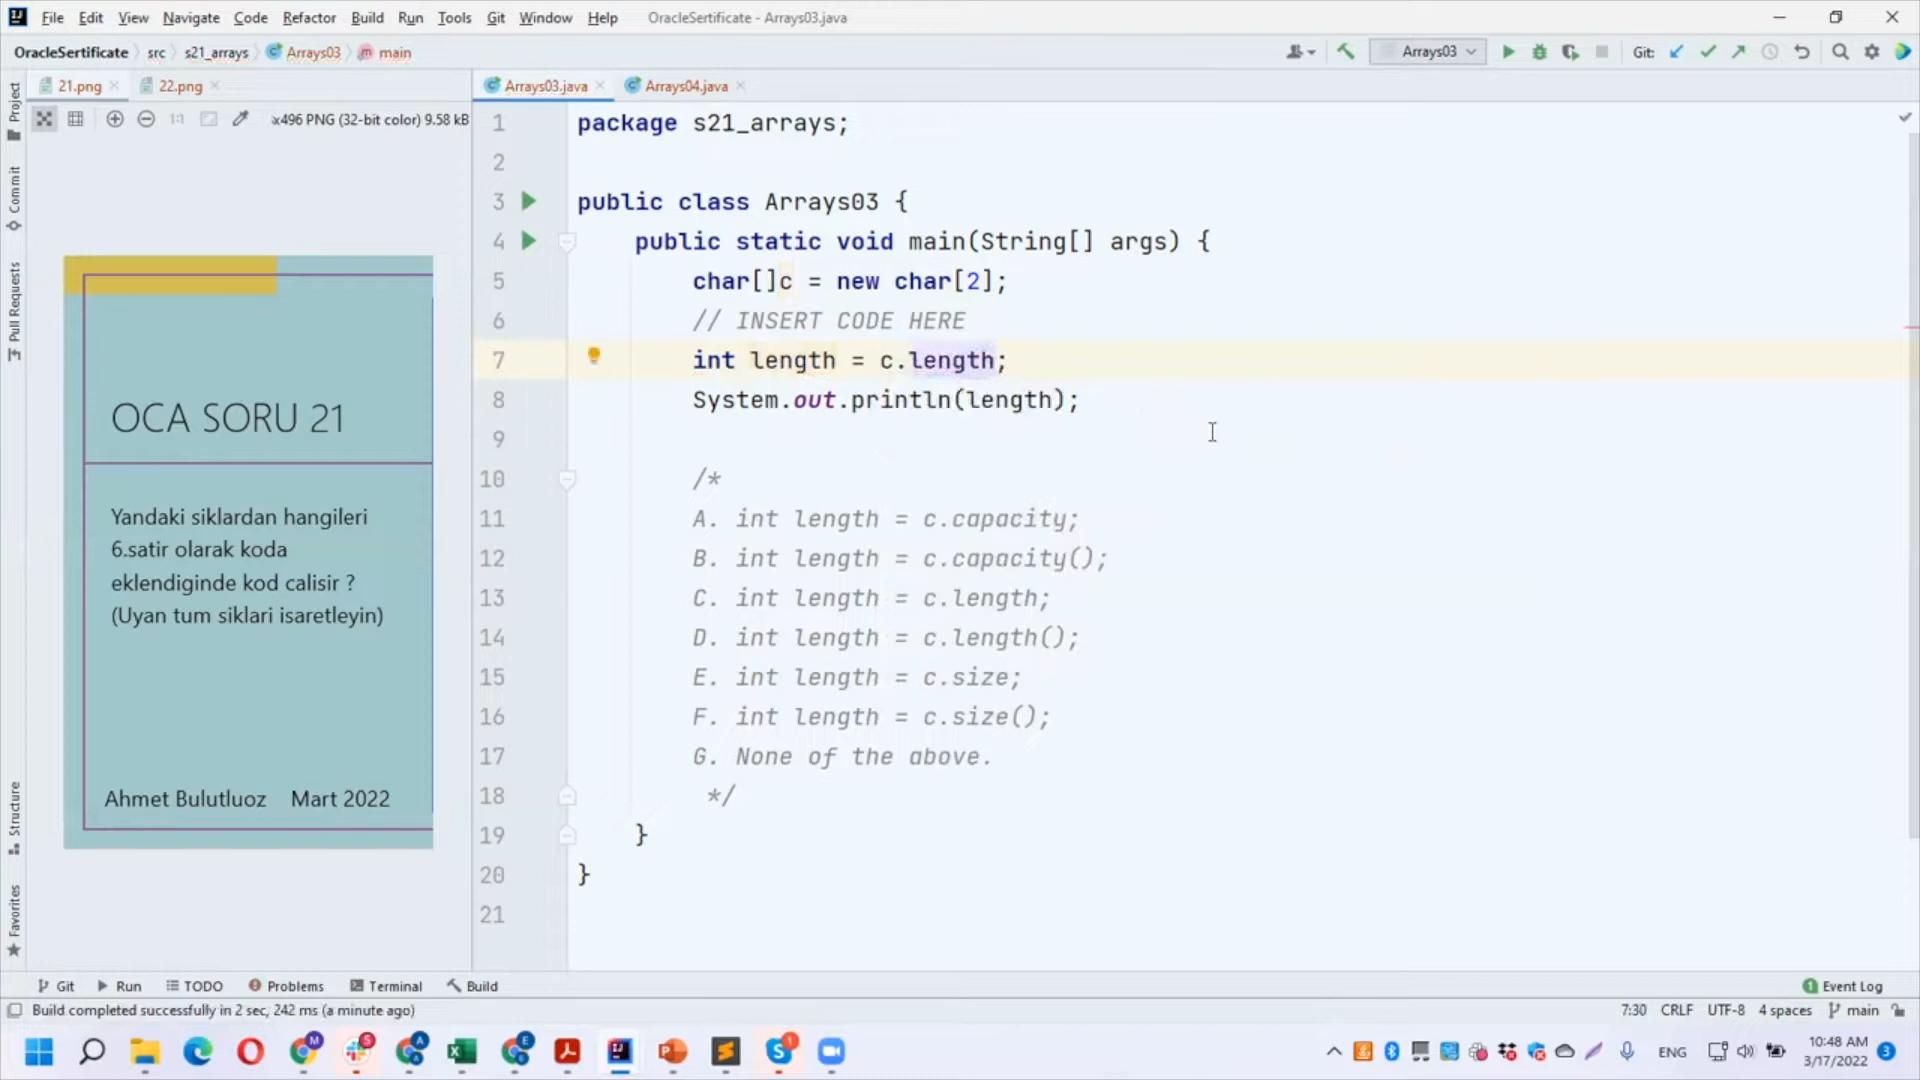 File Edit View Navigate Code Refactor Build Run Tools Git Window Help OracleSertificate - Arrays03.java
OracleSertificate src s21_arrays Arrays03 main
Arrays03
Git:
21.png 22.png
Arrays03.java Arrays04.java
1:1 x496 PNG (32-bit color) 9.58 kB
Project
Commit
Pull Requests
Structure
Favorites
OCA SORU 21
Yandaki siklardan hangileri
6.satir olarak koda
eklendiginde kod calisir ?
(Uyan tum siklari isaretleyin)
Ahmet Bulutluoz Mart 2022
1 package s21_arrays;
2
3 public class Arrays03 {
4 public static void main(String[] args) {
5 char[]c = new char[2];
6 // INSERT CODE HERE
7 int length = c.length;
8 System.out.println(length);
9
10 /*
11 A. int length = c.capacity;
12 B. int length = c.capacity();
13 C. int length = c.length;
14 D. int length = c.length();
15 E. int length = c.size;
16 F. int length = c.size();
17 G. None of the above.
18 */
19 }
20 }
21
Git Run TODO Problems Terminal Build 1 Event Log
Build completed successfully in 2 sec, 242 ms (a minute ago) 7:30 CRLF UTF-8 4 spaces main
ENG
10:48 AM
3/17/2022
3